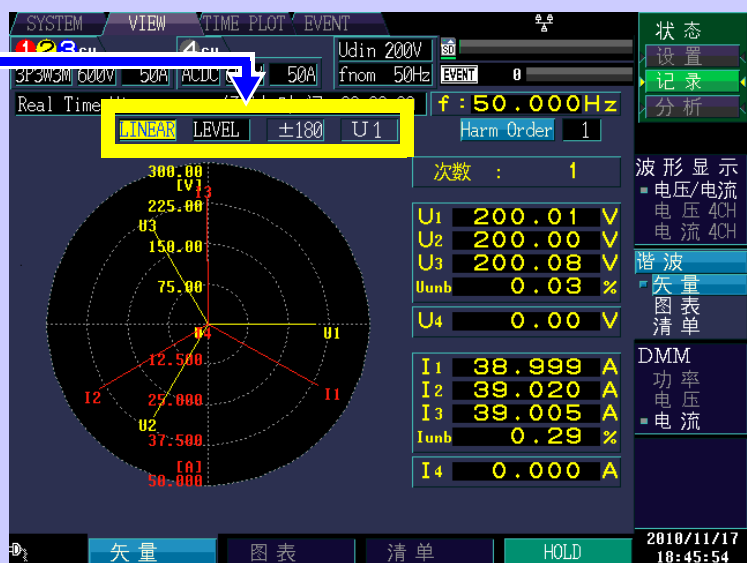 SYSTEM VIEW TIME PLOT EVENT
状态
1 2 3 4
Udin 200V SD
设置
3P3W3M 600V 50A ACDC 50A fnom 50Hz EVENT 0
记录
Real Time f:50.000Hz
分析
LINEAR LEVEL ±180 U1 Harm Order 1
次数 : 1
波形显示
电压/电流
电压 4CH
电流 4CH
谐波
矢量
图表
清单
DMM
功率
电压
电流
300.00
[V]
I3
225.00
U3
150.00
75.00
U4
U1
12.500
I2
25.000
I1
U2
37.500
[A]
50.000
U1 200.01 V
U2 200.00 V
U3 200.08 V
Uunb 0.03 %
U4 0.00 V
I1 38.999 A
I2 39.020 A
I3 39.005 A
Iunb 0.29 %
I4 0.000 A
矢量 图表 清单 HOLD
2010/11/17
18:45:54